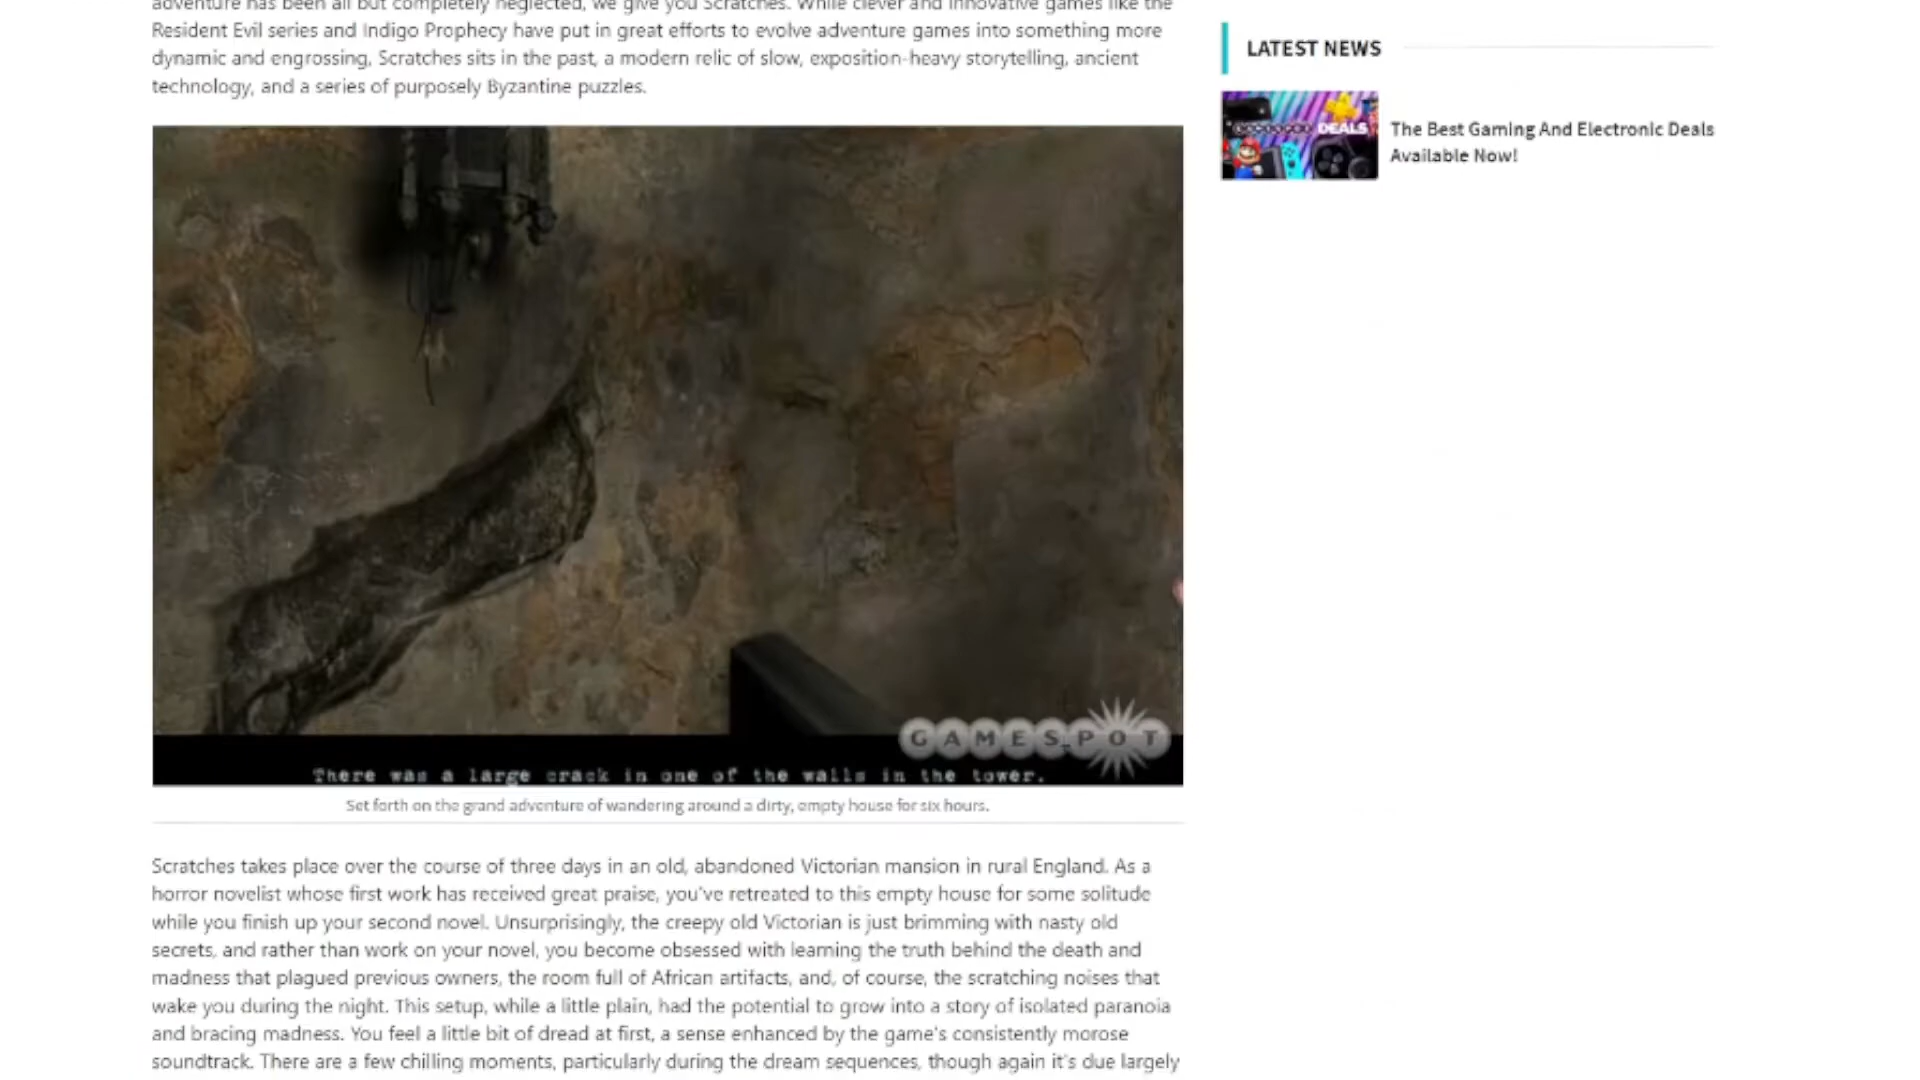 adventure has been all but completely neglected, we give you Scratches. While clever and innovative games like the
Resident Evil series and Indigo Prophecy have put in great efforts to evolve adventure games into something more
dynamic and engrossing, Scratches sits in the past, a modern relic of slow, exposition-heavy storytelling, ancient
technology, and a series of purposely Byzantine puzzles.
LATEST NEWS
DEALS
The Best Gaming And Electronic Deals
Available Now!
GAMESPOT
There was a large crack in one of the walls in the tower.
Set forth on the grand adventure of wandering around a dirty, empty house for six hours.
Scratches takes place over the course of three days in an old, abandoned Victorian mansion in rural England. As a
horror novelist whose first work has received great praise, you've retreated to this empty house for some solitude
while you finish up your second novel. Unsurprisingly, the creepy old Victorian is just brimming with nasty old
secrets, and rather than work on your novel, you become obsessed with learning the truth behind the death and
madness that plagued previous owners, the room full of African artifacts, and, of course, the scratching noises that
wake you during the night. This setup, while a little plain, had the potential to grow into a story of isolated paranoia
and bracing madness. You feel a little bit of dread at first, a sense enhanced by the game's consistently morose
soundtrack. There are a few chilling moments, particularly during the dream sequences, though again it's due largely